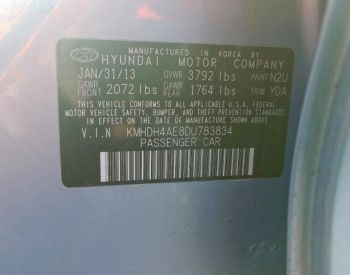 MANUFACTURED IN KOREA BY
HYUNDAI MOTOR COMPANY
JAN/31/13 GVWR 3792 lbs PAINT N2U
GAWR FRONT 2072 lbs GAWR REAR 1764 lbs TRIM YDA
THIS VEHICLE CONFORMS TO ALL APPLICABLE U.S.
FEDERAL MOTOR VEHICLE SAFETY, BUMPER, AND THEFT
PREVENTION STANDARDS IN EFFECT ON THE DATE OF
MANUFACTURE SHOWN ABOVE.
V.I.N KMHDH4AE8DU783834
PASSENGER CAR